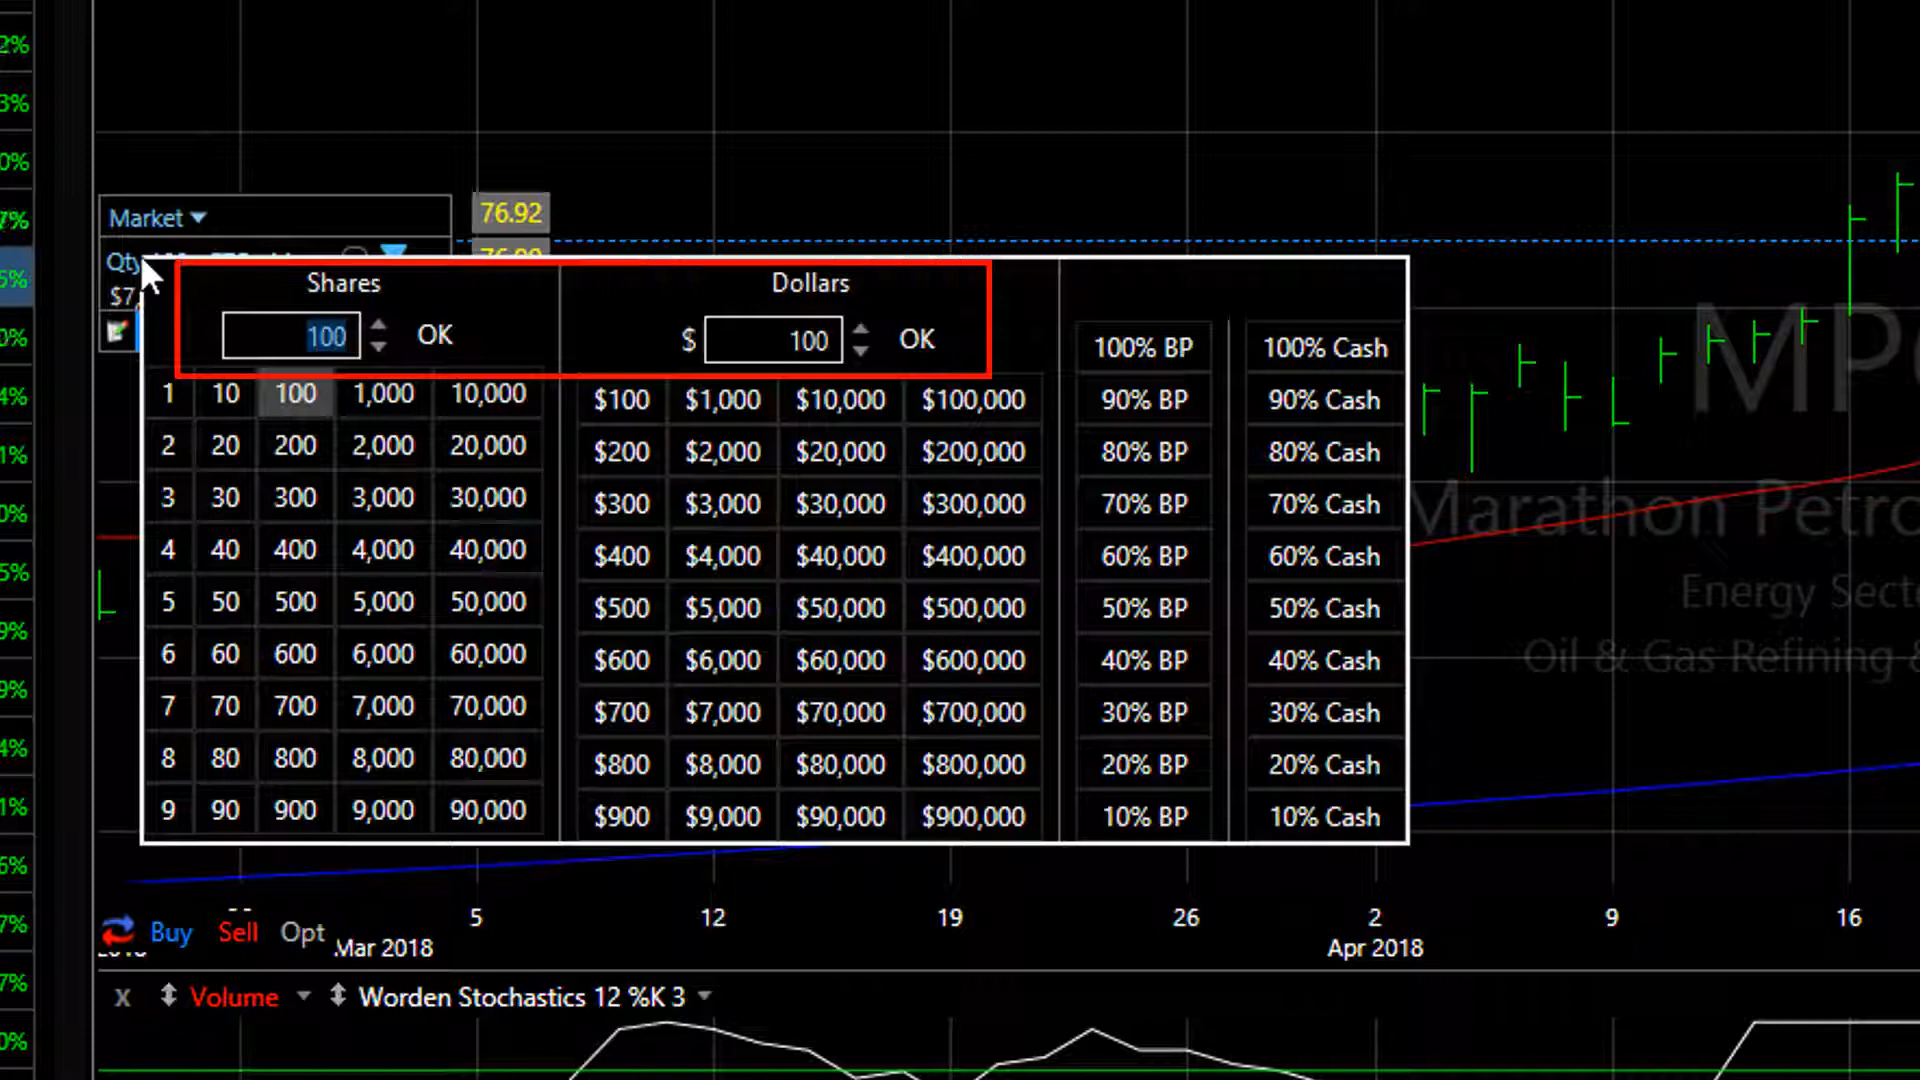 2%
3%
0%
7%
5%
0%
4%
1%
0%
5%
9%
9%
4%
1%
6%
7%
7%
0%
Market
76.92
Qty
$7,
Shares Dollars
100 OK $ 100 OK
1 10 100 1,000 10,000
2 20 200 2,000 20,000
3 30 300 3,000 30,000
4 40 400 4,000 40,000
5 50 500 5,000 50,000
6 60 600 6,000 60,000
7 70 700 7,000 70,000
8 80 800 8,000 80,000
9 90 900 9,000 90,000
$100 $1,000 $10,000 $100,000
$200 $2,000 $20,000 $200,000
$300 $3,000 $30,000 $300,000
$400 $4,000 $40,000 $400,000
$500 $5,000 $50,000 $500,000
$600 $6,000 $60,000 $600,000
$700 $7,000 $70,000 $700,000
$800 $8,000 $80,000 $800,000
$900 $9,000 $90,000 $900,000
100% BP 100% Cash
90% BP 90% Cash
80% BP 80% Cash
70% BP 70% Cash
60% BP 60% Cash
50% BP 50% Cash
40% BP 40% Cash
30% BP 30% Cash
20% BP 20% Cash
10% BP 10% Cash
MP
Marathon Petro
Energy Secto
Oil & Gas Refining &
5 12 19 26 2 9 16
Buy Sell Opt
Mar 2018 Apr 2018
x Volume Worden Stochastics 12 %K 3